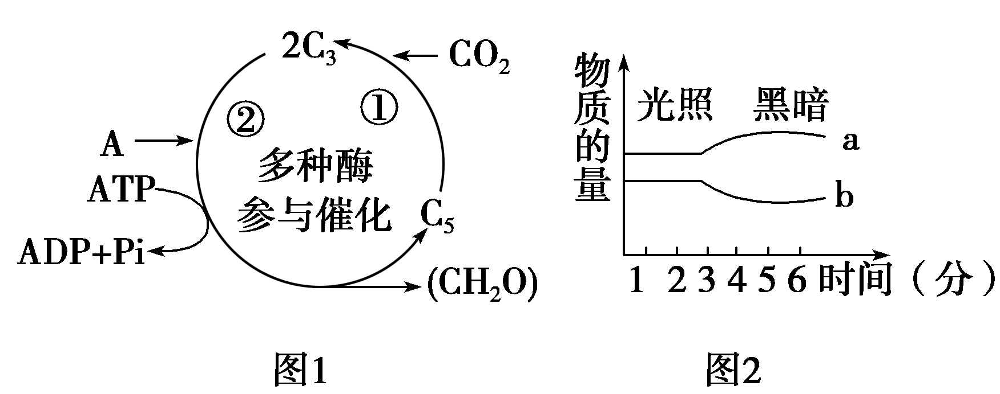 2C₃
CO₂
①
②
A
多种酶
ATP
参与催化
C₅
ADP+Pi
(CH₂O)
图1
物质的量
光照
黑暗
a
b
1 2 3 4 5 6 时间(分)
图2